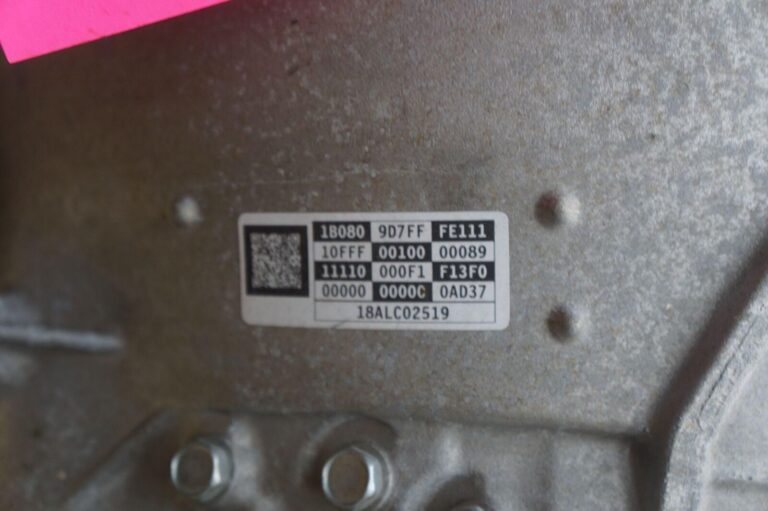 1B080 9D7FF FE111
10FFF 00100 00089
11110 000F1 F13F0
00000 0000C 0AD37
18ALC02519